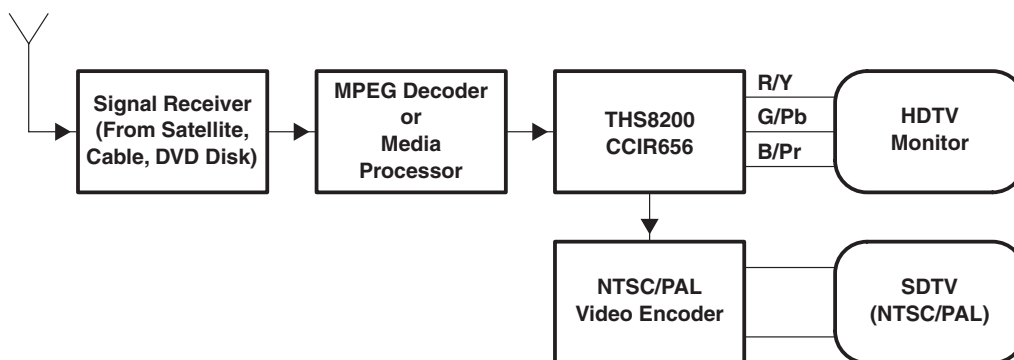 Signal Receiver
(From Satellite,
Cable, DVD Disk)
MPEG Decoder
or
Media
Processor
THS8200
CCIR656
R/Y
G/Pb
B/Pr
HDTV
Monitor
NTSC/PAL
Video Encoder
SDTV
(NTSC/PAL)